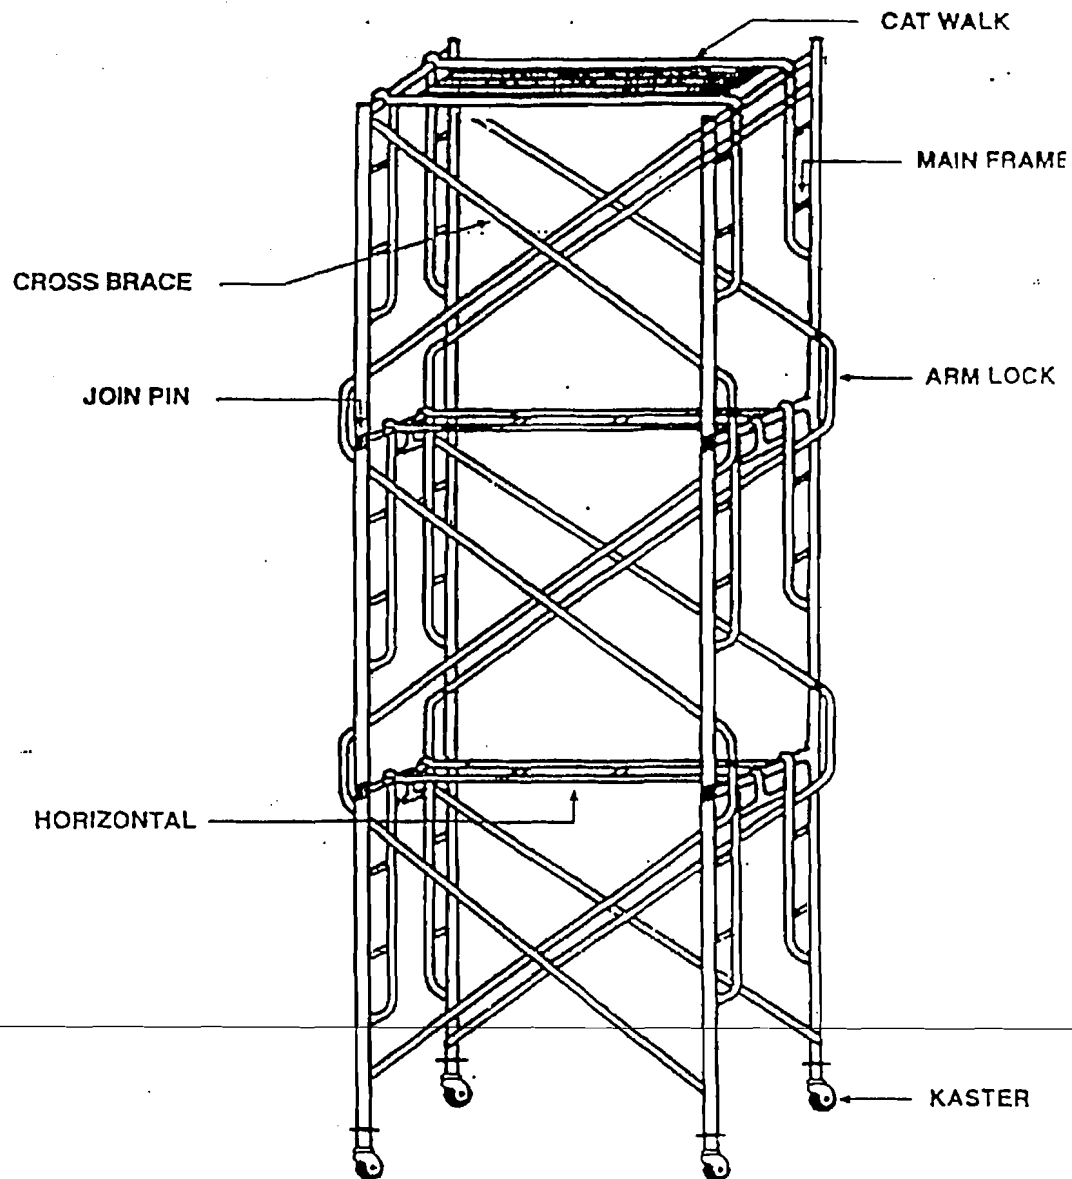 CAT WALK
MAIN FRAME
CROSS BRACE
ARM LOCK
JOIN PIN
HORIZONTAL
KASTER